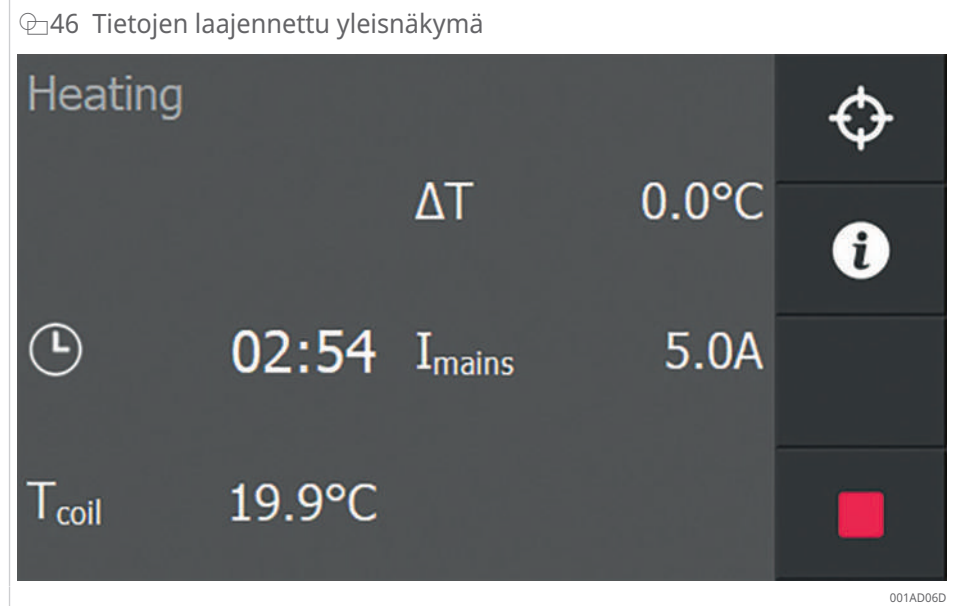 46 Tietojen laajennettu yleisnäkymä
Heating
ΔT 0.0°C
02:54 Imains 5.0A
Tcoil 19.9°C
001AD06D